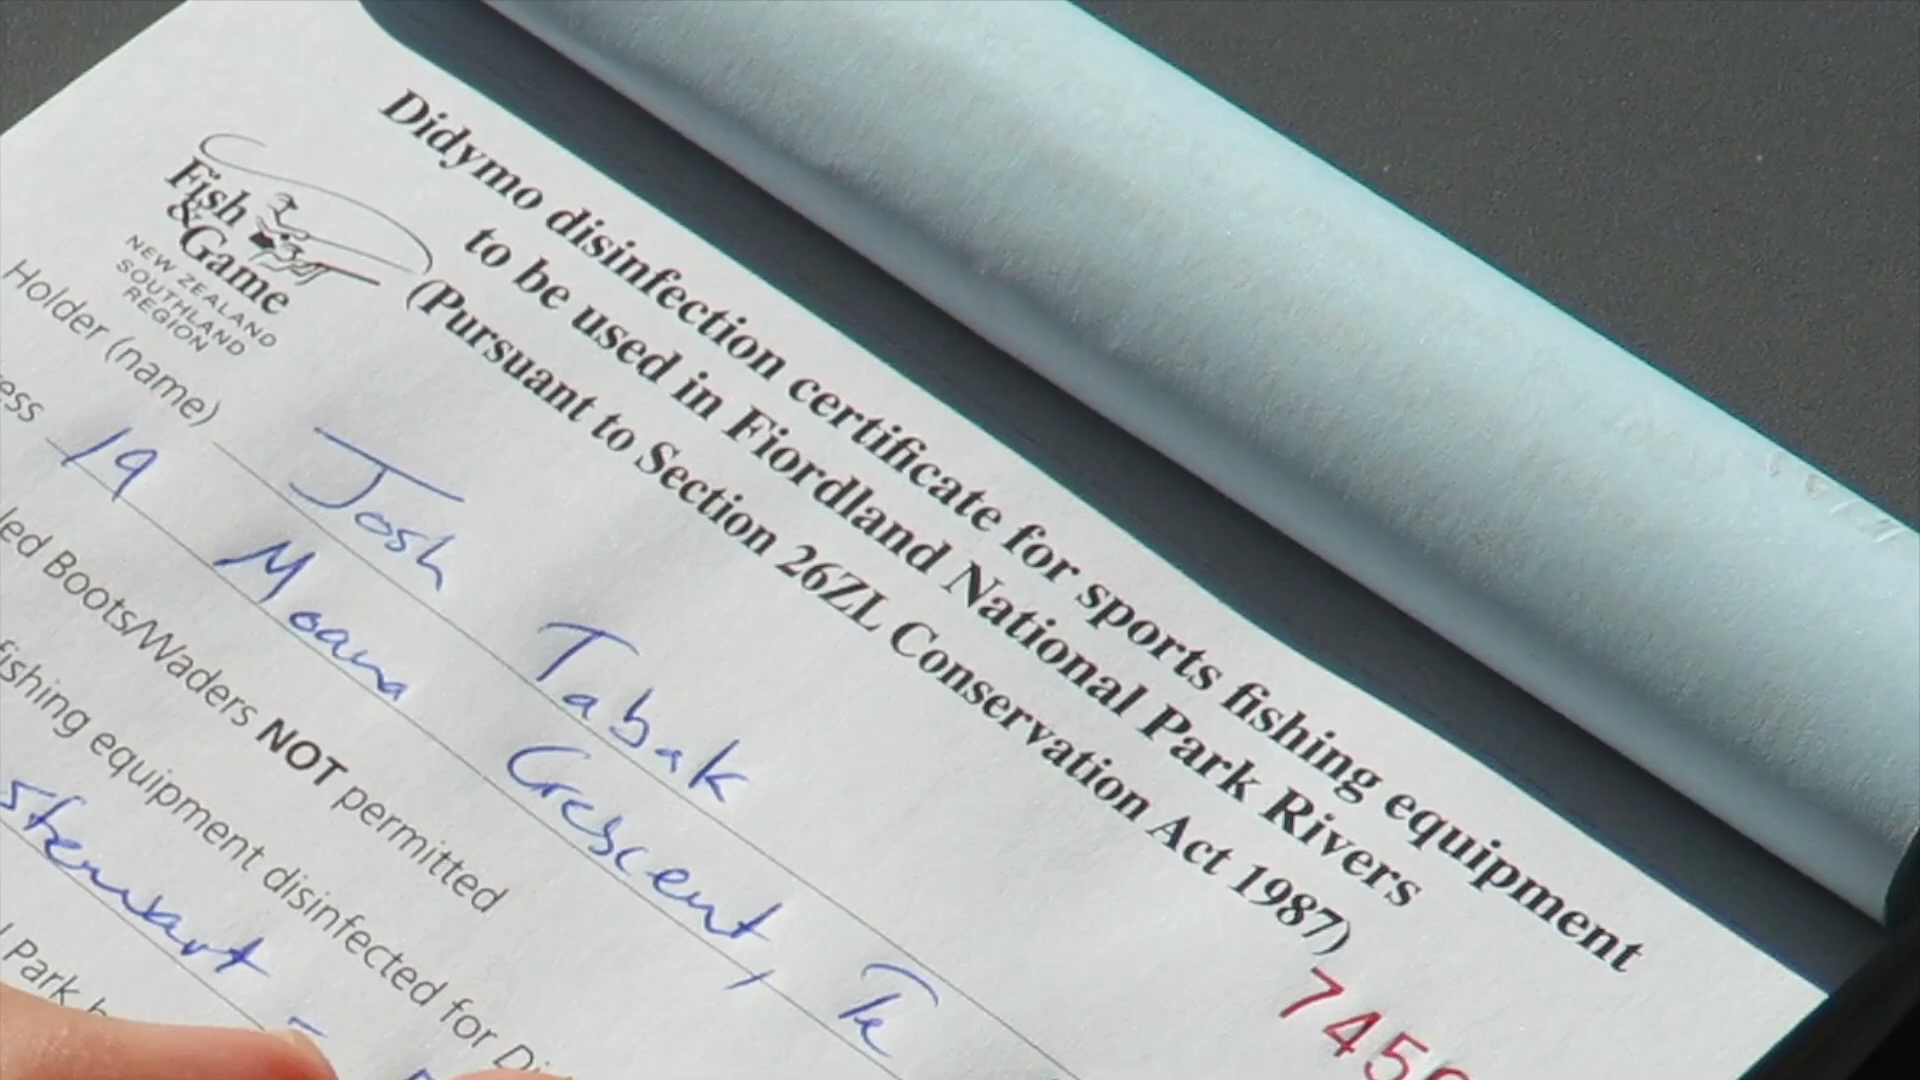 Didymo disinfection certificate for sports fishing equipment
to be used in Fiordland National Park Rivers
(Pursuant to Section 26ZL Conservation Act 1987)
Fish
&Game
NEW ZEALAND
SOUTHLAND
REGION
745
Holder (name) Josh Tabak
ess 19 Moana Crescent, Te
led Boots/Waders NOT permitted
fishing equipment disinfected for Di
stewart -
Park